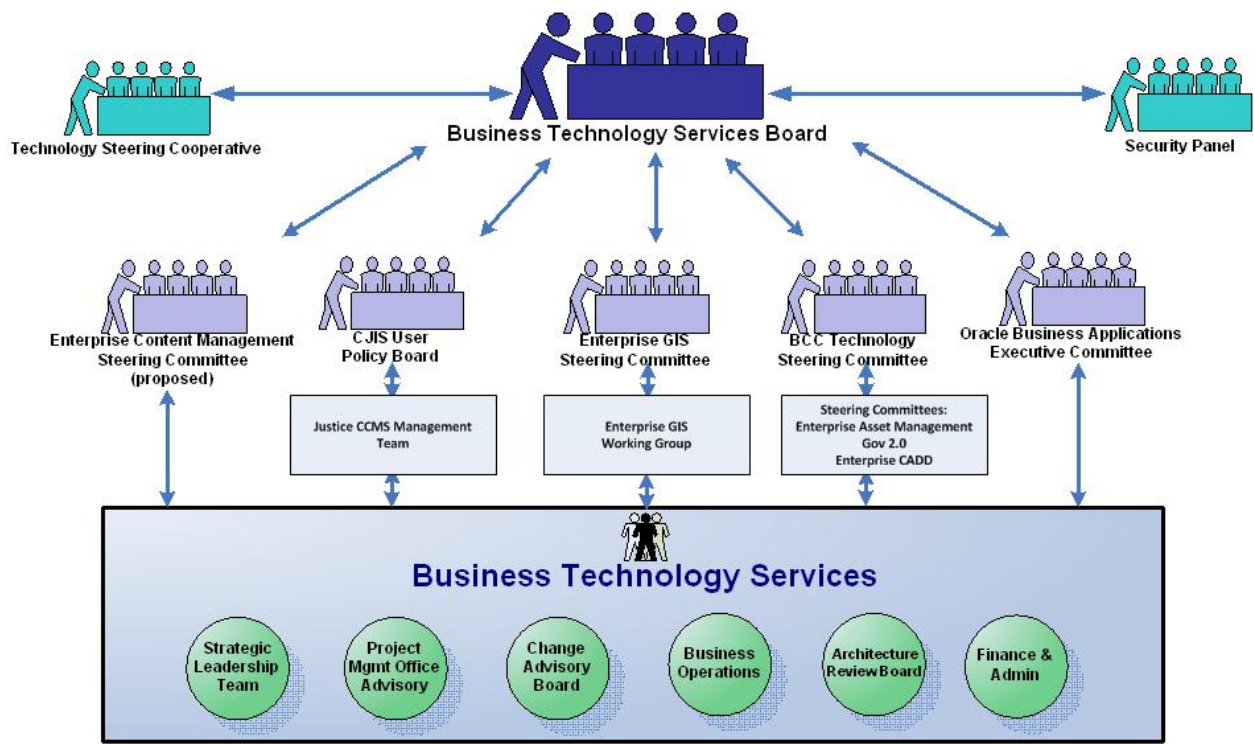 Business Technology Services Board
Technology Steering Cooperative
Security Panel
Enterprise Content Management
Steering Committee
(proposed)
CJIS User
Policy Board
Enterprise GIS
Steering Committee
BCC Technology
Steering Committee
Oracle Business Applications
Executive Committee
Justice CCMS Management
Team
Enterprise GIS
Working Group
Steering Committees:
Enterprise Asset Management
Gov 2.0
Enterprise CADD
Business Technology Services
Strategic
Leadership
Team
Project
Mgmt Office
Advisory
Change
Advisory
Board
Business
Operations
Architecture
Review Board
Finance &
Admin